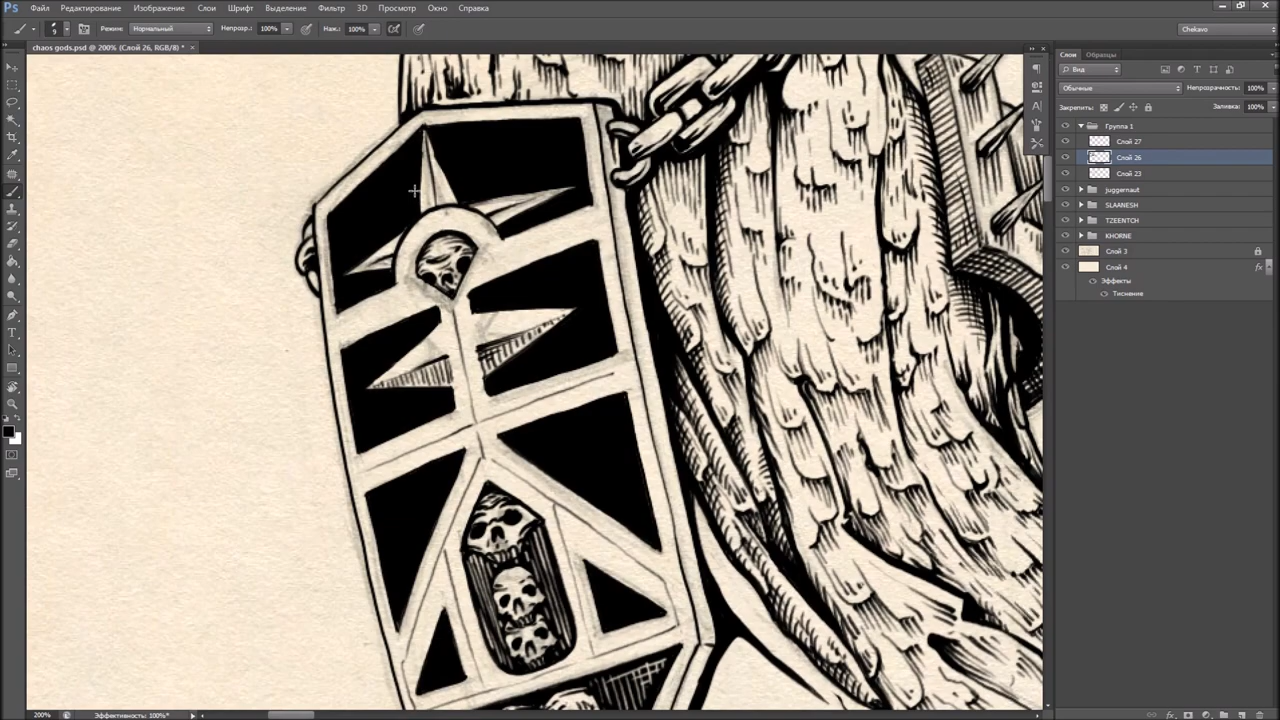 Ps Файл Редактирование Изображение Слои Шрифт Выделение Фильтр 3D Просмотр Окно Справка
9 Режим: Нормальный Непрозр.: 100% Наж.: 100% Chekavo
chaos gods.psd @ 200% (Слой 26, RGB/8) * ×
Слои Образцы
Вид
Обычные Непрозрачность: 100%
Закрепить: Заливка: 100%
Группа 1
Слой 27
Слой 26
Слой 23
juggernaut
SLAANESH
TZEENTCH
KHORNE
Слой 3
Слой 4 fx
Эффекты
Тиснение
200% Эффективность: 100%*